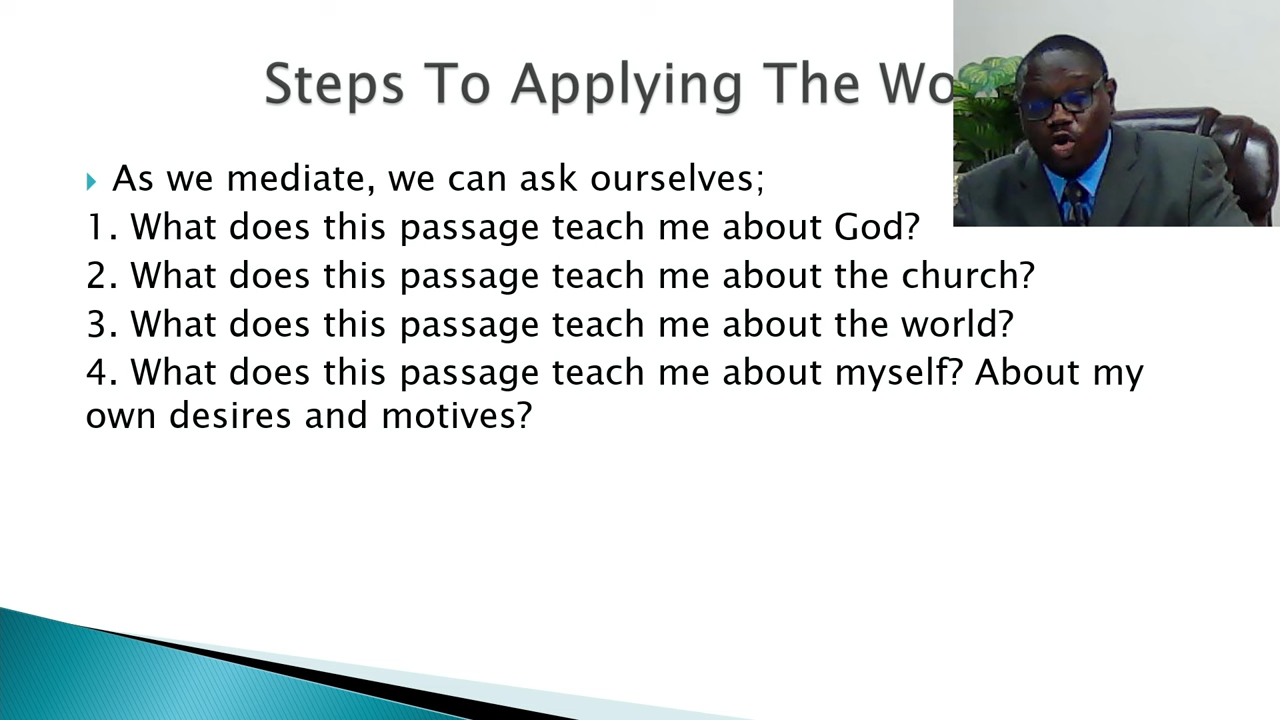 Steps To Applying The
As we mediate, we can ask ourselves;
1. What does this passage teach me about God?
2. What does this passage teach me about the church?
3. What does this passage teach me about the world?
4. What does this passage teach me about myself? About my
own desires and motives?